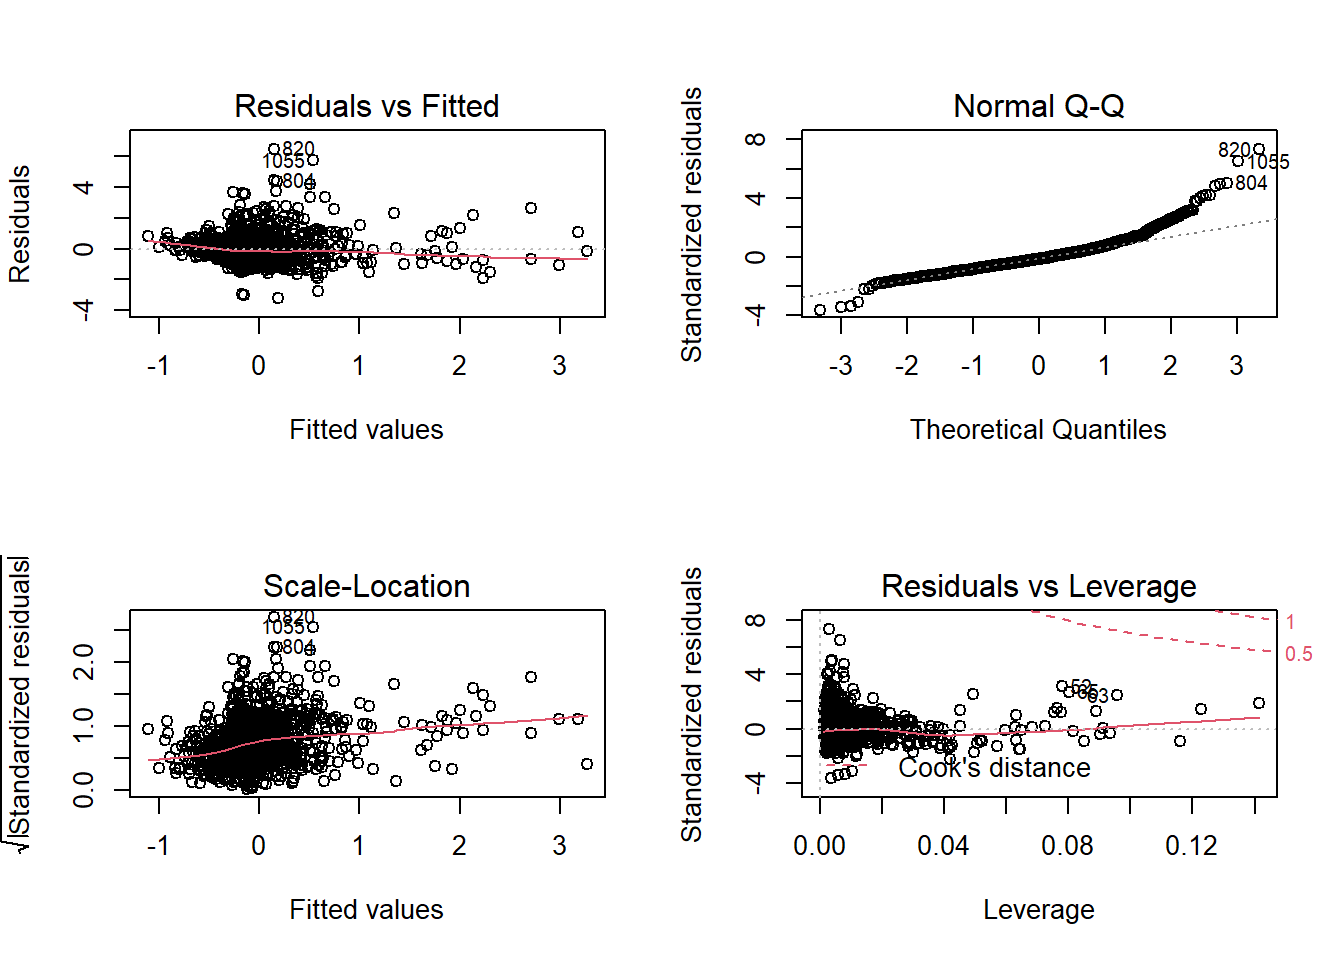 Residuals vs Fitted
Residuals
4
0
-4
820
1055
804
-1 0 1 2 3
Fitted values
Normal Q-Q
Standardized residuals
8
4
0
-4
820
1055
804
-3 -2 -1 0 1 2 3
Theoretical Quantiles
Scale-Location
√|Standardized residuals|
2.0
1.0
0.0
820
1055
804
-1 0 1 2 3
Fitted values
Residuals vs Leverage
Standardized residuals
8
4
0
-4
1
0.5
52
Cook's distance
0.00 0.04 0.08 0.12
Leverage